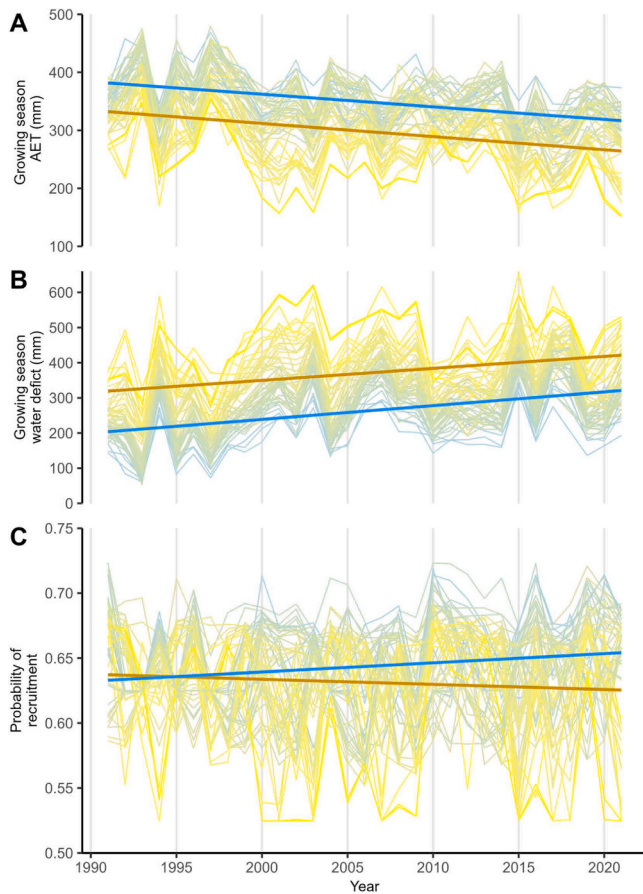 A
Growing season
AET (mm)
500
400
300
200
100
B
Growing season
water deficit (mm)
600
500
400
300
200
100
0
C
Probability of
recruitment
0.75
0.70
0.65
0.60
0.55
0.50
1990 1995 2000 2005 2010 2015 2020
Year